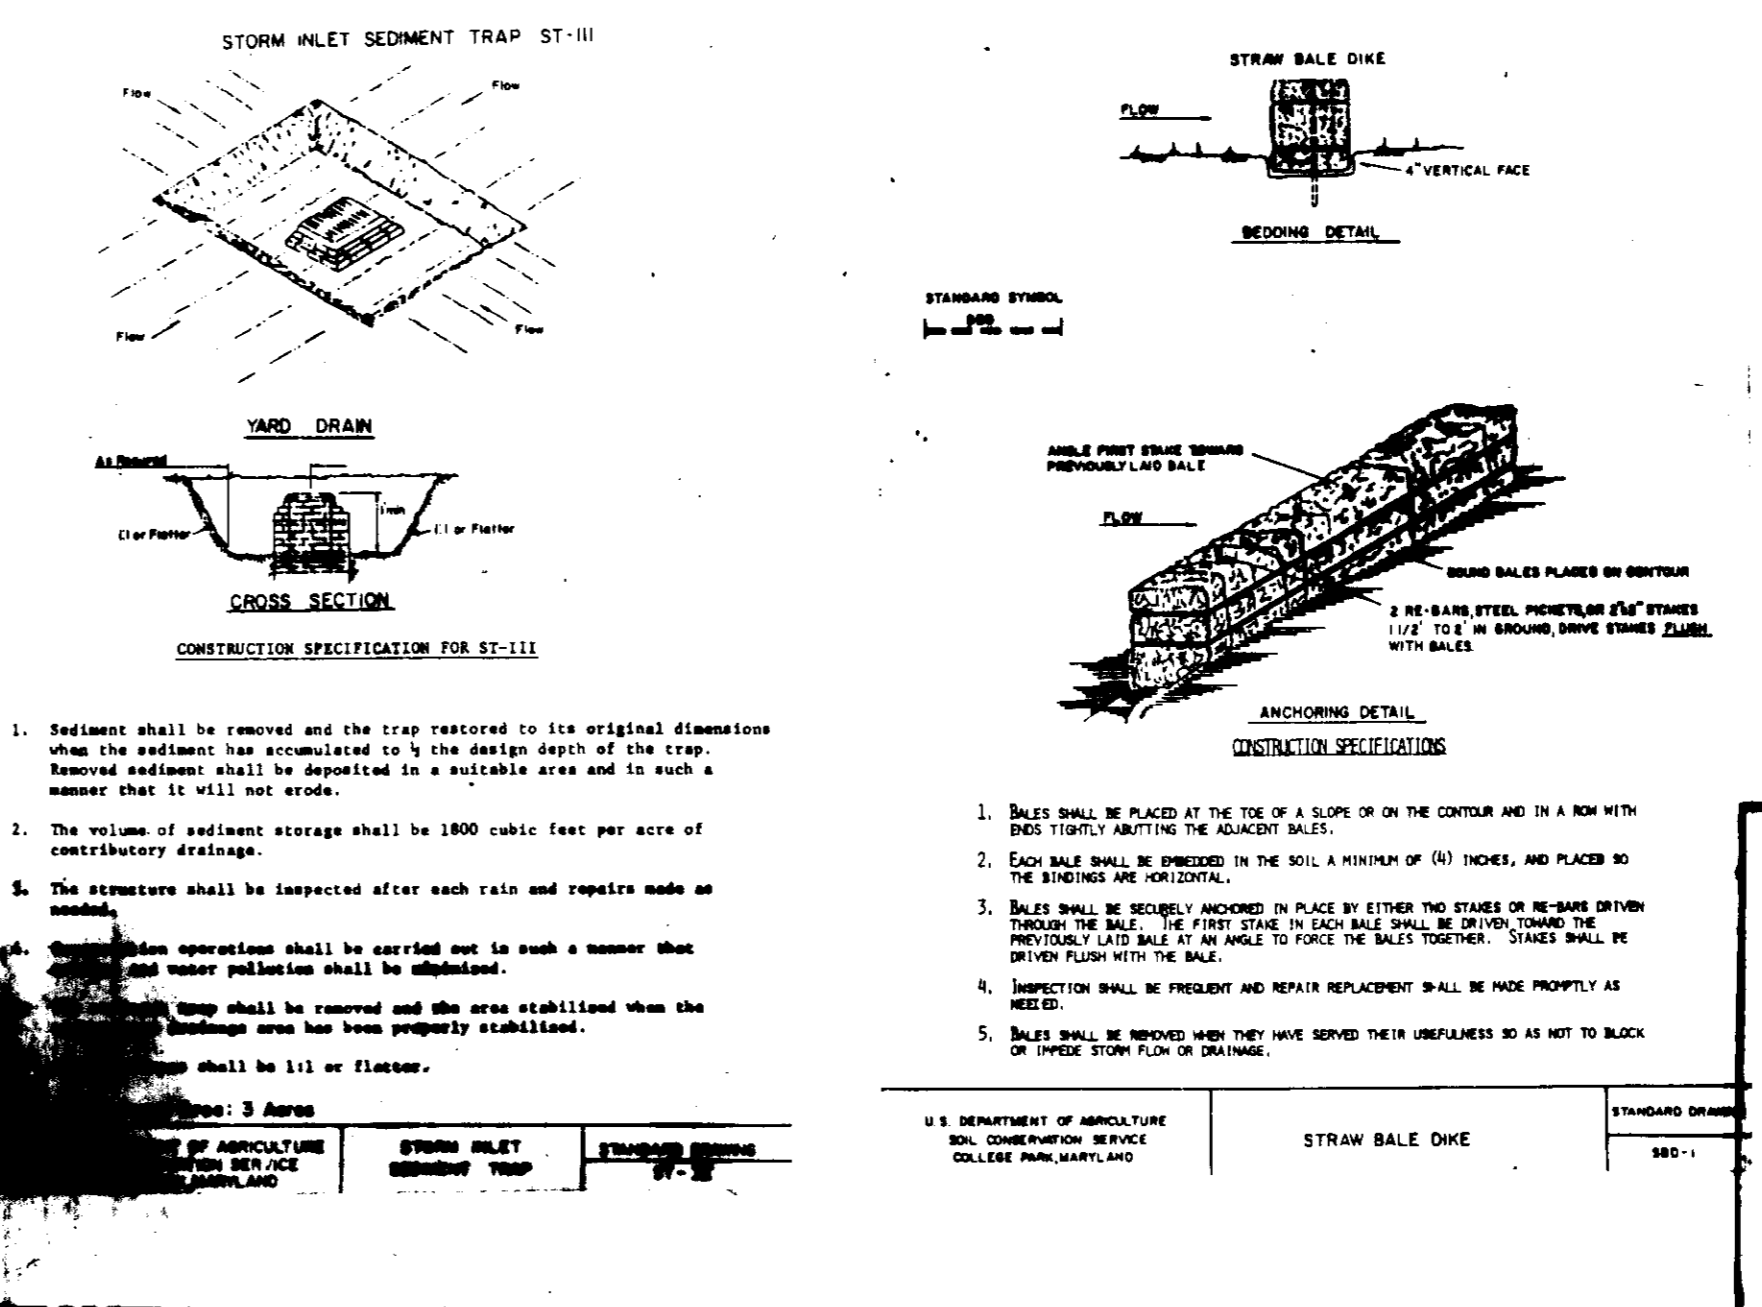 STORM INLET SEDIMENT TRAP ST-III
Flow
Flow
Flow
Flow
YARD DRAIN
As Required
1' min
1:1 or Flatter
1:1 or Flatter
CROSS SECTION
CONSTRUCTION SPECIFICATION FOR ST-III
1. Sediment shall be removed and the trap restored to its original dimensions
when the sediment has accumulated to ½ the design depth of the trap.
Removed sediment shall be deposited in a suitable area and in such a
manner that it will not erode.
2. The volume of sediment storage shall be 1800 cubic feet per acre of
contributory drainage.
3. The structure shall be inspected after each rain and repairs made as
needed.
operations shall be carried out in such a manner that
and water pollution shall be minimized.
trap shall be removed and the area stabilized when the
drainage area has been properly stabilized.
shall be 1:1 or flatter.
Area: 3 Acres
OF AGRICULTURE
SERVICE
MARYLAND
STORM INLET
SEDIMENT TRAP
STANDARD DRAWING
ST-III
STRAW BALE DIKE
FLOW
4" VERTICAL FACE
BEDDING DETAIL
STANDARD SYMBOL
SBD
ANGLE FIRST STAKE TOWARD
PREVIOUSLY LAID BALE
FLOW
BOUND BALES PLACED ON CONTOUR
2 RE-BARS, STEEL PICKETS, OR 2"x2" STAKES
1 1/2' TO 2' IN GROUND, DRIVE STAKES FLUSH
WITH BALES.
ANCHORING DETAIL
CONSTRUCTION SPECIFICATIONS
1. BALES SHALL BE PLACED AT THE TOE OF A SLOPE OR ON THE CONTOUR AND IN A ROW WITH
ENDS TIGHTLY ABUTTING THE ADJACENT BALES.
2. EACH BALE SHALL BE EMBEDDED IN THE SOIL A MINIMUM OF (4) INCHES, AND PLACED SO
THE BINDINGS ARE HORIZONTAL.
3. BALES SHALL BE SECURELY ANCHORED IN PLACE BY EITHER TWO STAKES OR RE-BARS DRIVEN
THROUGH THE BALE. THE FIRST STAKE IN EACH BALE SHALL BE DRIVEN TOWARD THE
PREVIOUSLY LAID BALE AT AN ANGLE TO FORCE THE BALES TOGETHER. STAKES SHALL BE
DRIVEN FLUSH WITH THE BALE.
4. INSPECTION SHALL BE FREQUENT AND REPAIR REPLACEMENT SHALL BE MADE PROMPTLY AS
NEEDED.
5. BALES SHALL BE REMOVED WHEN THEY HAVE SERVED THEIR USEFULNESS SO AS NOT TO BLOCK
OR IMPEDE STORM FLOW OR DRAINAGE.
U.S. DEPARTMENT OF AGRICULTURE
SOIL CONSERVATION SERVICE
COLLEGE PARK, MARYLAND
STRAW BALE DIKE
STANDARD DRAWING
SBD-1